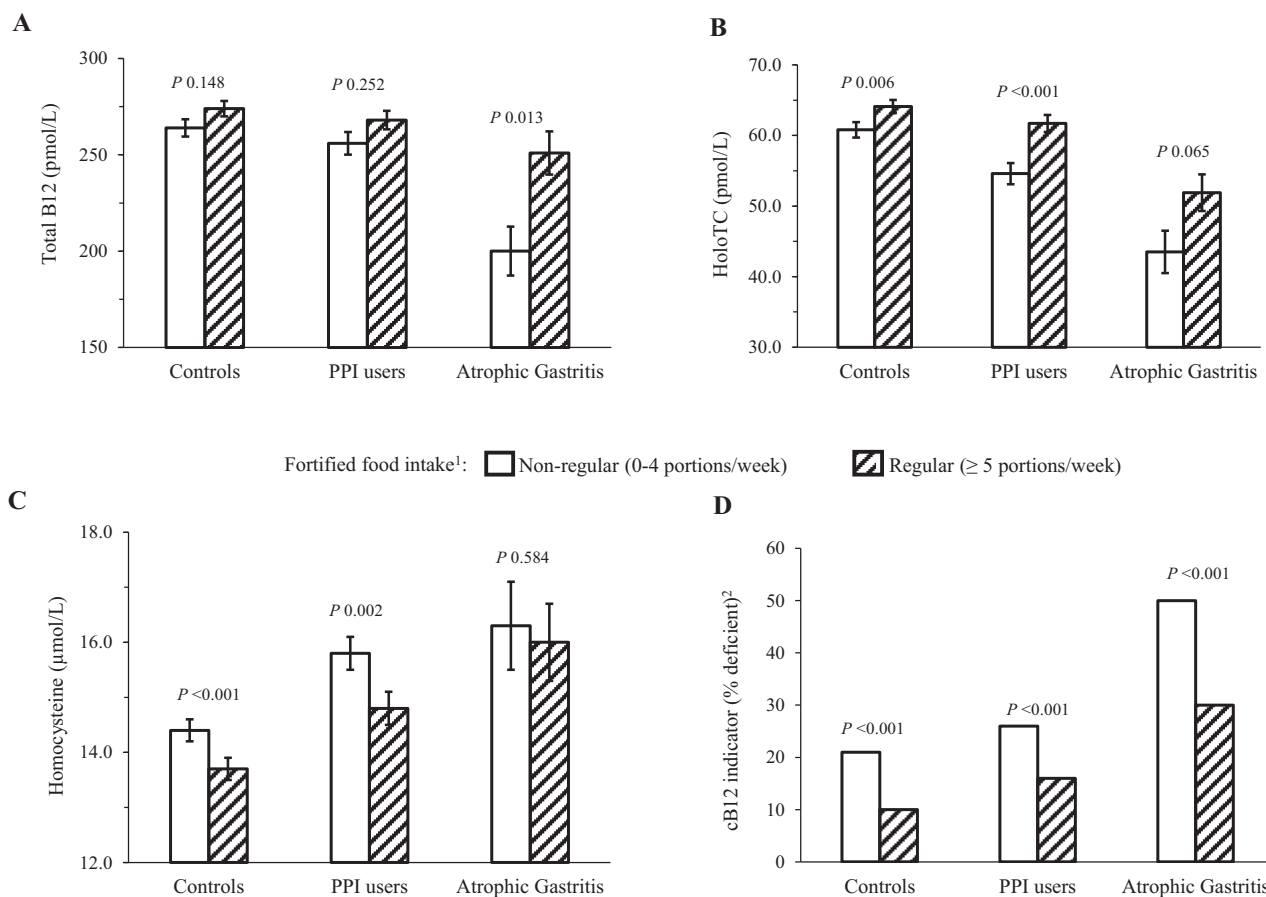 A
Total B12 (pmol/L)
300
250
200
150
P 0.148
P 0.252
P 0.013
Controls
PPI users
Atrophic Gastritis
B
HoloTC (pmol/L)
70.0
60.0
50.0
40.0
30.0
P 0.006
P <0.001
P 0.065
Controls
PPI users
Atrophic Gastritis
Fortified food intake¹:
Non-regular (0-4 portions/week)
Regular (≥ 5 portions/week)
C
Homocysteine (µmol/L)
18.0
16.0
14.0
12.0
P <0.001
P 0.002
P 0.584
Controls
PPI users
Atrophic Gastritis
D
cB12 indicator (% deficient)²
60
50
40
30
20
10
0
P <0.001
P <0.001
P <0.001
Controls
PPI users
Atrophic Gastritis